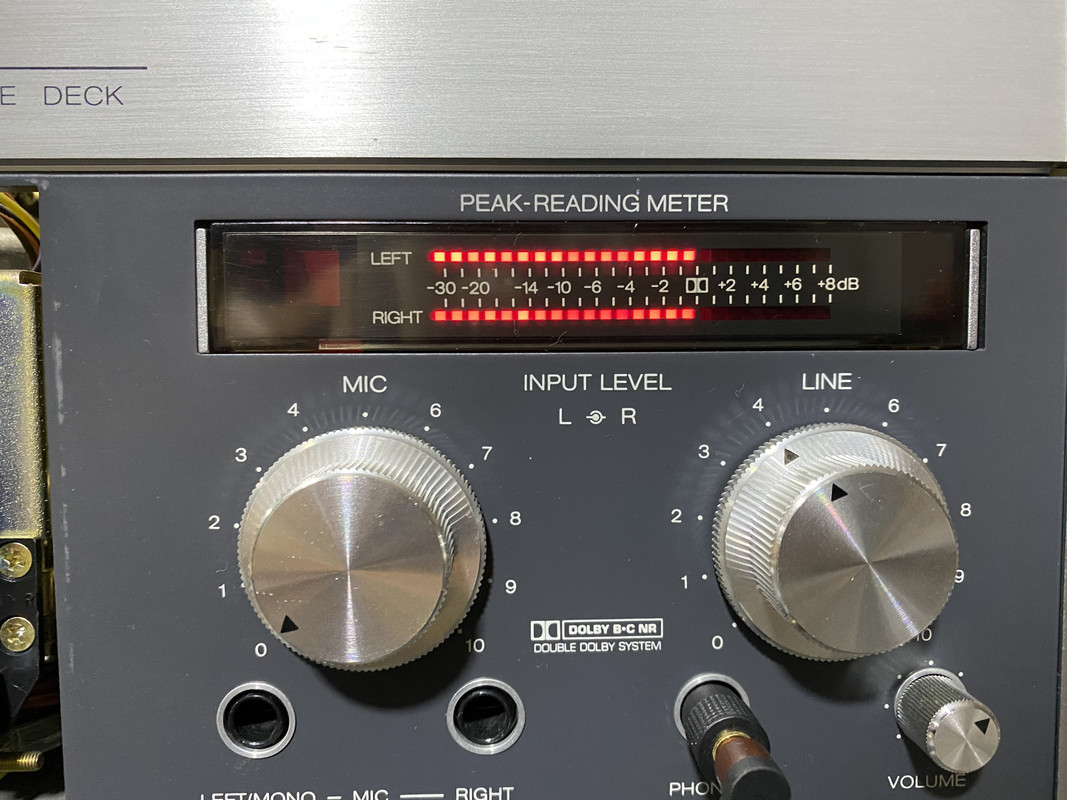 DECK
PEAK-READING METER
LEFT
-30 -20 -14 -10 -6 -4 -2 +2 +4 +6 +8dB
RIGHT
MIC INPUT LEVEL LINE
L R
4 6 4 6
3 7 3 7
2 8 2 8
1 9 1 9
0 10 0 10
DOLBY B•C NR
DOUBLE DOLBY SYSTEM
VOLUME
LEFT/MONO – MIC — RIGHT